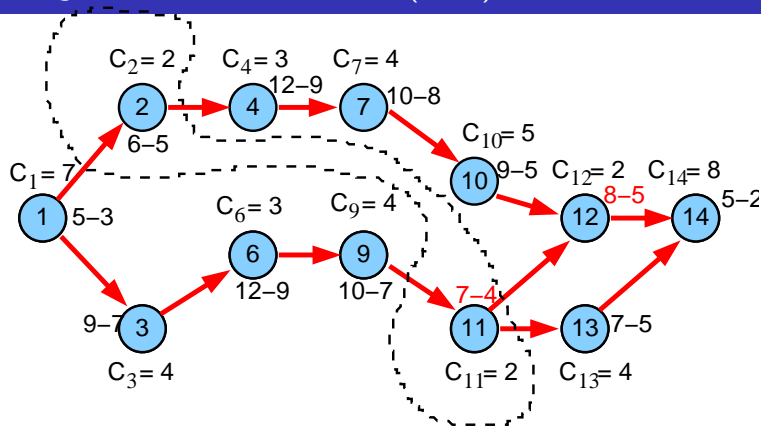 C2= 2
C4= 3
C7= 4
2
6–5
4
12–9
7
10–8
C10= 5
10
9–5
C1= 7
1
5–3
C6= 3
6
12–9
C9= 4
9
10–7
C12= 2
12
8–5
C14= 8
14
5–2
9–7
3
C3= 4
7–4
11
C11= 2
13
7–5
C13= 4